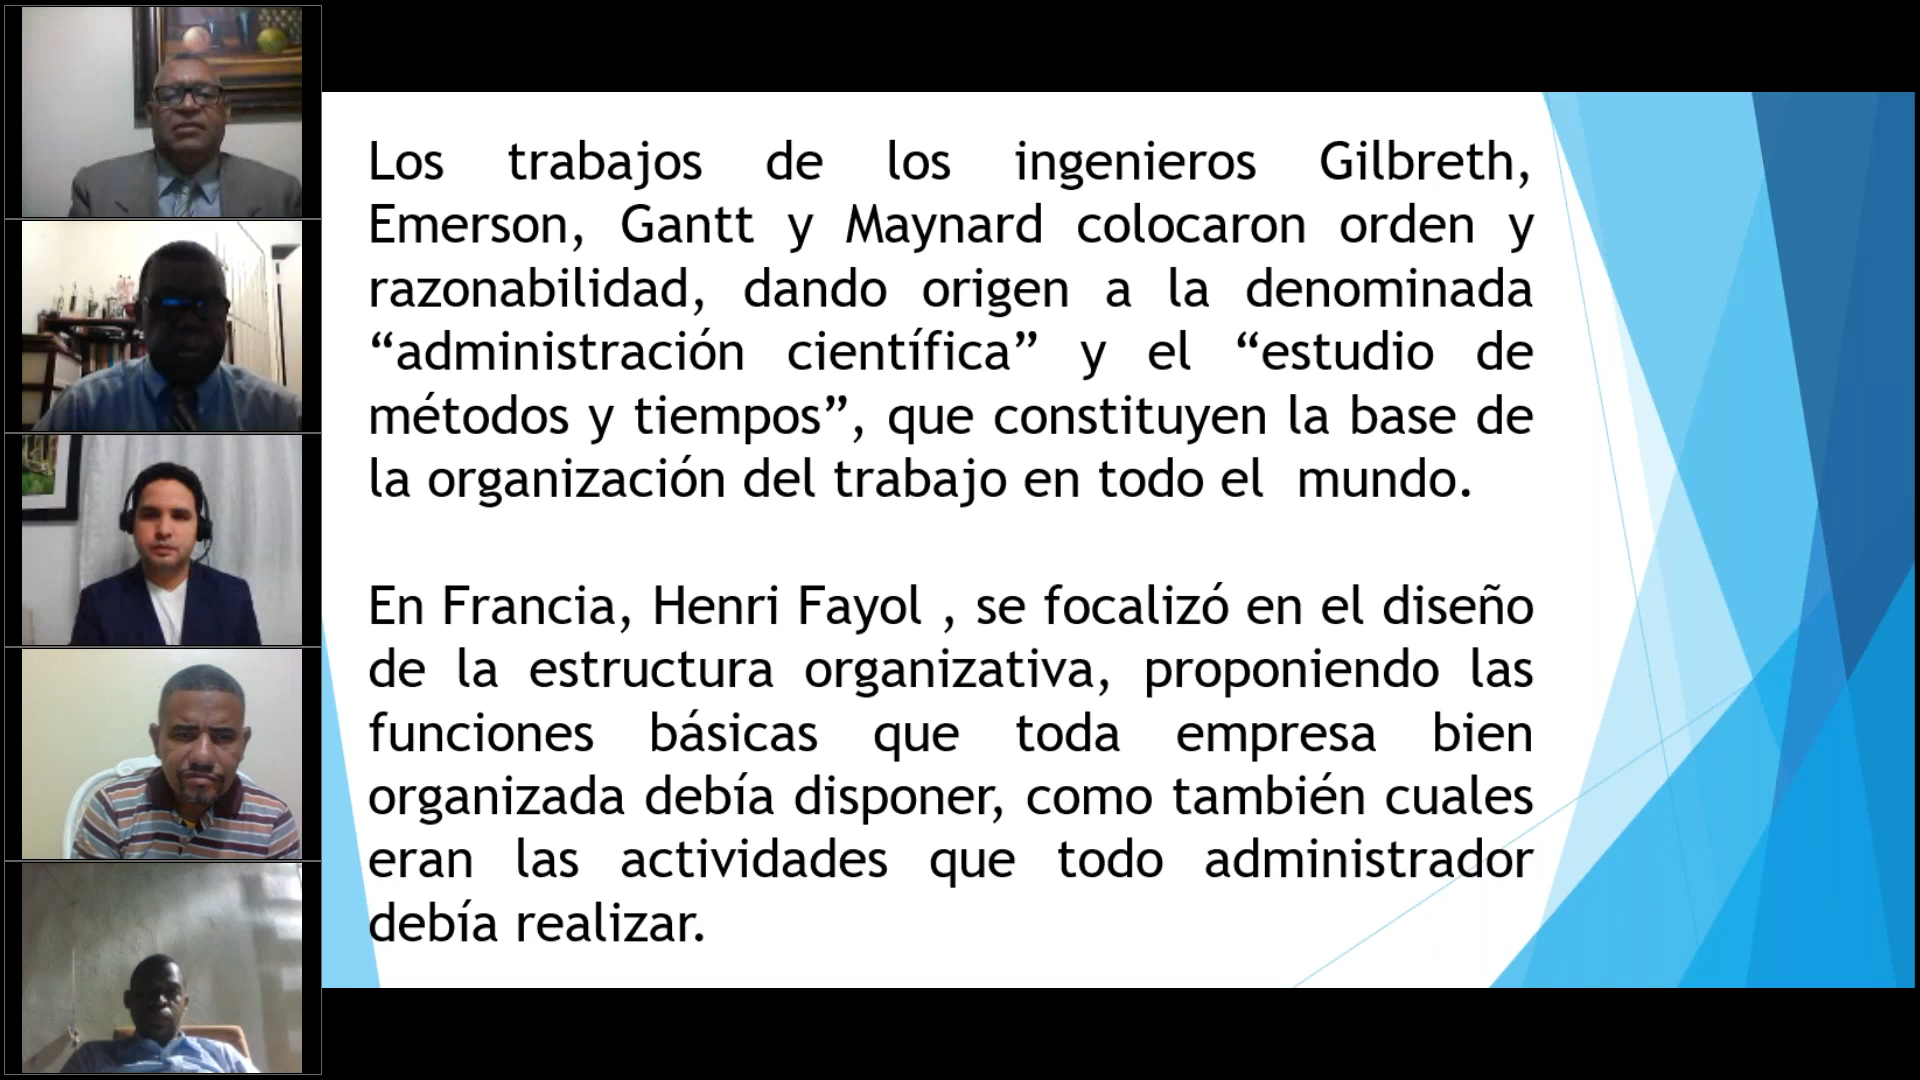 Los trabajos de los ingenieros Gilbreth,
Emerson, Gantt y Maynard colocaron orden y
razonabilidad, dando origen a la denominada
“administración científica” y el “estudio de
métodos y tiempos”, que constituyen la base de
la organización del trabajo en todo el mundo.
En Francia, Henri Fayol , se focalizó en el diseño
de la estructura organizativa, proponiendo las
funciones básicas que toda empresa bien
organizada debía disponer, como también cuales
eran las actividades que todo administrador
debía realizar.